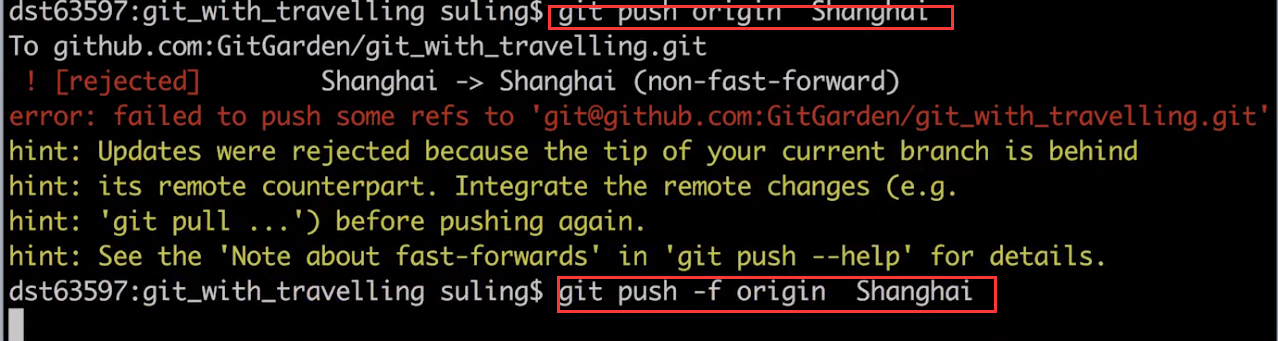 dst63597:git_with_travelling suling$ git push origin  Shanghai
To github.com:GitGarden/git_with_travelling.git
 ! [rejected]        Shanghai -> Shanghai (non-fast-forward)
error: failed to push some refs to 'git@github.com:GitGarden/git_with_travelling.git'
hint: Updates were rejected because the tip of your current branch is behind
hint: its remote counterpart. Integrate the remote changes (e.g.
hint: 'git pull ...') before pushing again.
hint: See the 'Note about fast-forwards' in 'git push --help' for details.
dst63597:git_with_travelling suling$ git push -f origin  Shanghai